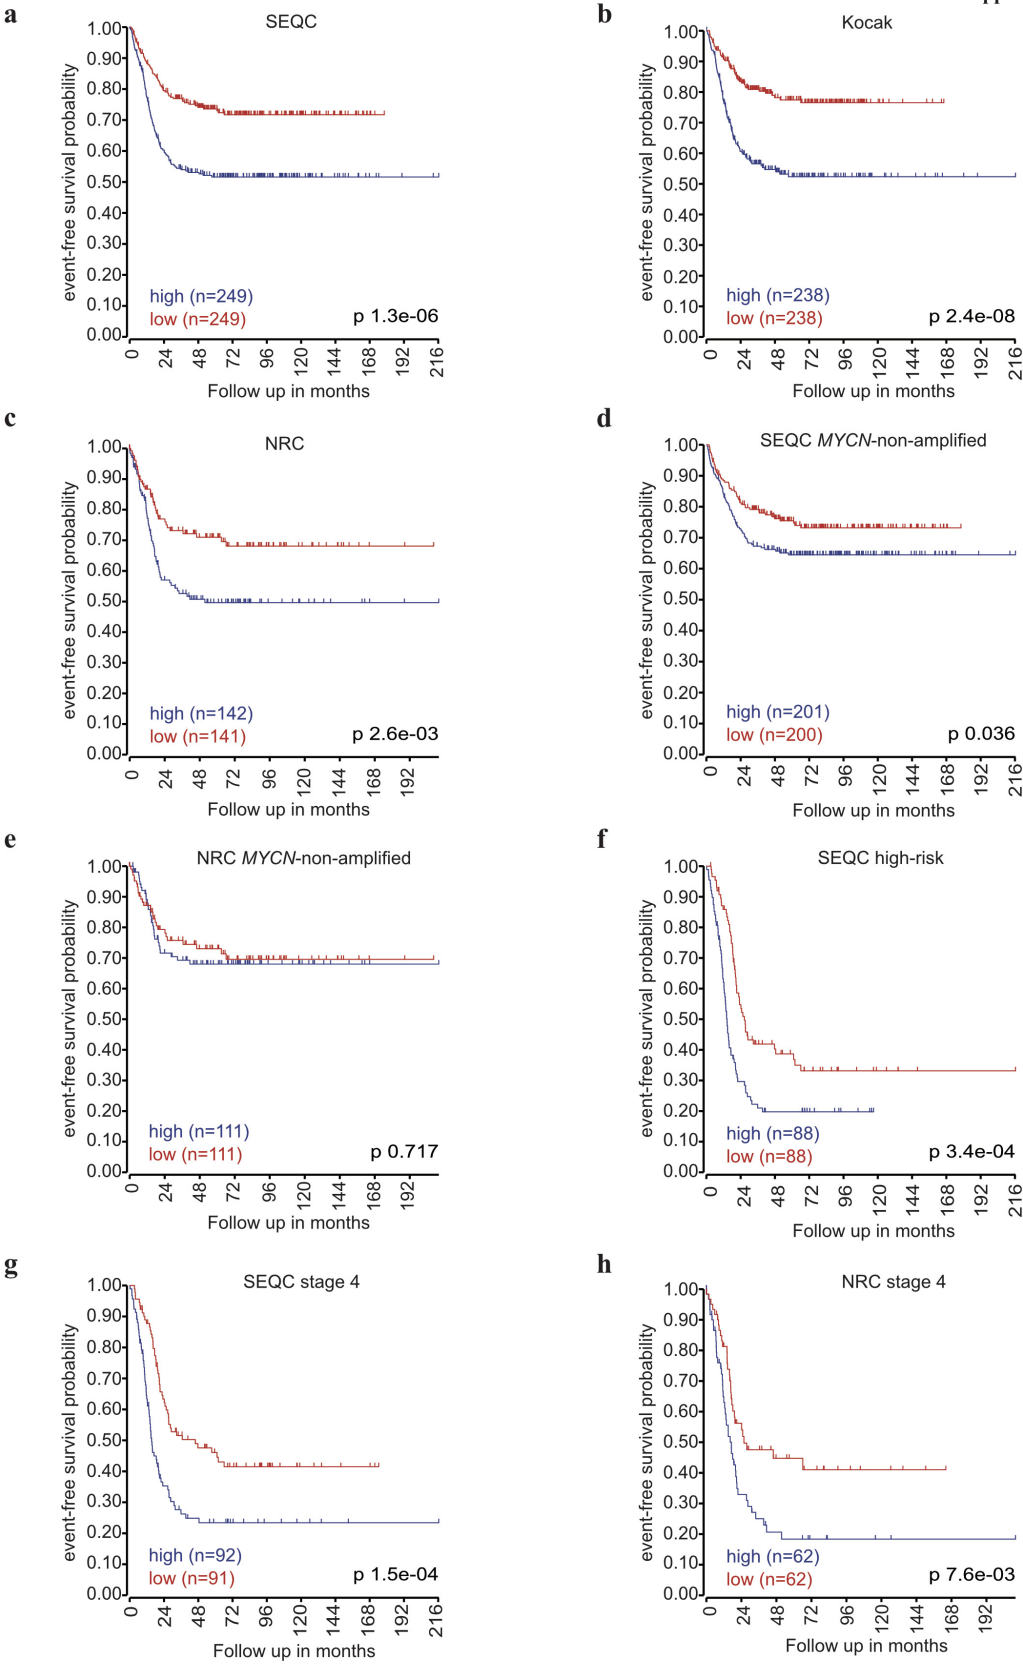 a
SEQC
event-free survival probability
1.00
0.90
0.80
0.70
0.60
0.50
0.40
0.30
0.20
0.10
0.00
high (n=249)
low (n=249)
p 1.3e-06
0 24 48 72 96 120 144 168 192 216
Follow up in months
b
Kocak
event-free survival probability
1.00
0.90
0.80
0.70
0.60
0.50
0.40
0.30
0.20
0.10
0.00
high (n=238)
low (n=238)
p 2.4e-08
0 24 48 72 96 120 144 168 192 216
Follow up in months
c
NRC
event-free survival probability
1.00
0.90
0.80
0.70
0.60
0.50
0.40
0.30
0.20
0.10
0.00
high (n=142)
low (n=141)
p 2.6e-03
0 24 48 72 96 120 144 168 192
Follow up in months
d
SEQC MYCN-non-amplified
event-free survival probability
1.00
0.90
0.80
0.70
0.60
0.50
0.40
0.30
0.20
0.10
0.00
high (n=201)
low (n=200)
p 0.036
0 24 48 72 96 120 144 168 192 216
Follow up in months
e
NRC MYCN-non-amplified
event-free survival probability
1.00
0.90
0.80
0.70
0.60
0.50
0.40
0.30
0.20
0.10
0.00
high (n=111)
low (n=111)
p 0.717
0 24 48 72 96 120 144 168 192
Follow up in months
f
SEQC high-risk
event-free survival probability
1.00
0.90
0.80
0.70
0.60
0.50
0.40
0.30
0.20
0.10
0.00
high (n=88)
low (n=88)
p 3.4e-04
0 24 48 72 96 120 144 168 192 216
Follow up in months
g
SEQC stage 4
event-free survival probability
1.00
0.90
0.80
0.70
0.60
0.50
0.40
0.30
0.20
0.10
0.00
high (n=92)
low (n=91)
p 1.5e-04
0 24 48 72 96 120 144 168 192 216
Follow up in months
h
NRC stage 4
event-free survival probability
1.00
0.90
0.80
0.70
0.60
0.50
0.40
0.30
0.20
0.10
0.00
high (n=62)
low (n=62)
p 7.6e-03
0 24 48 72 96 120 144 168 192
Follow up in months